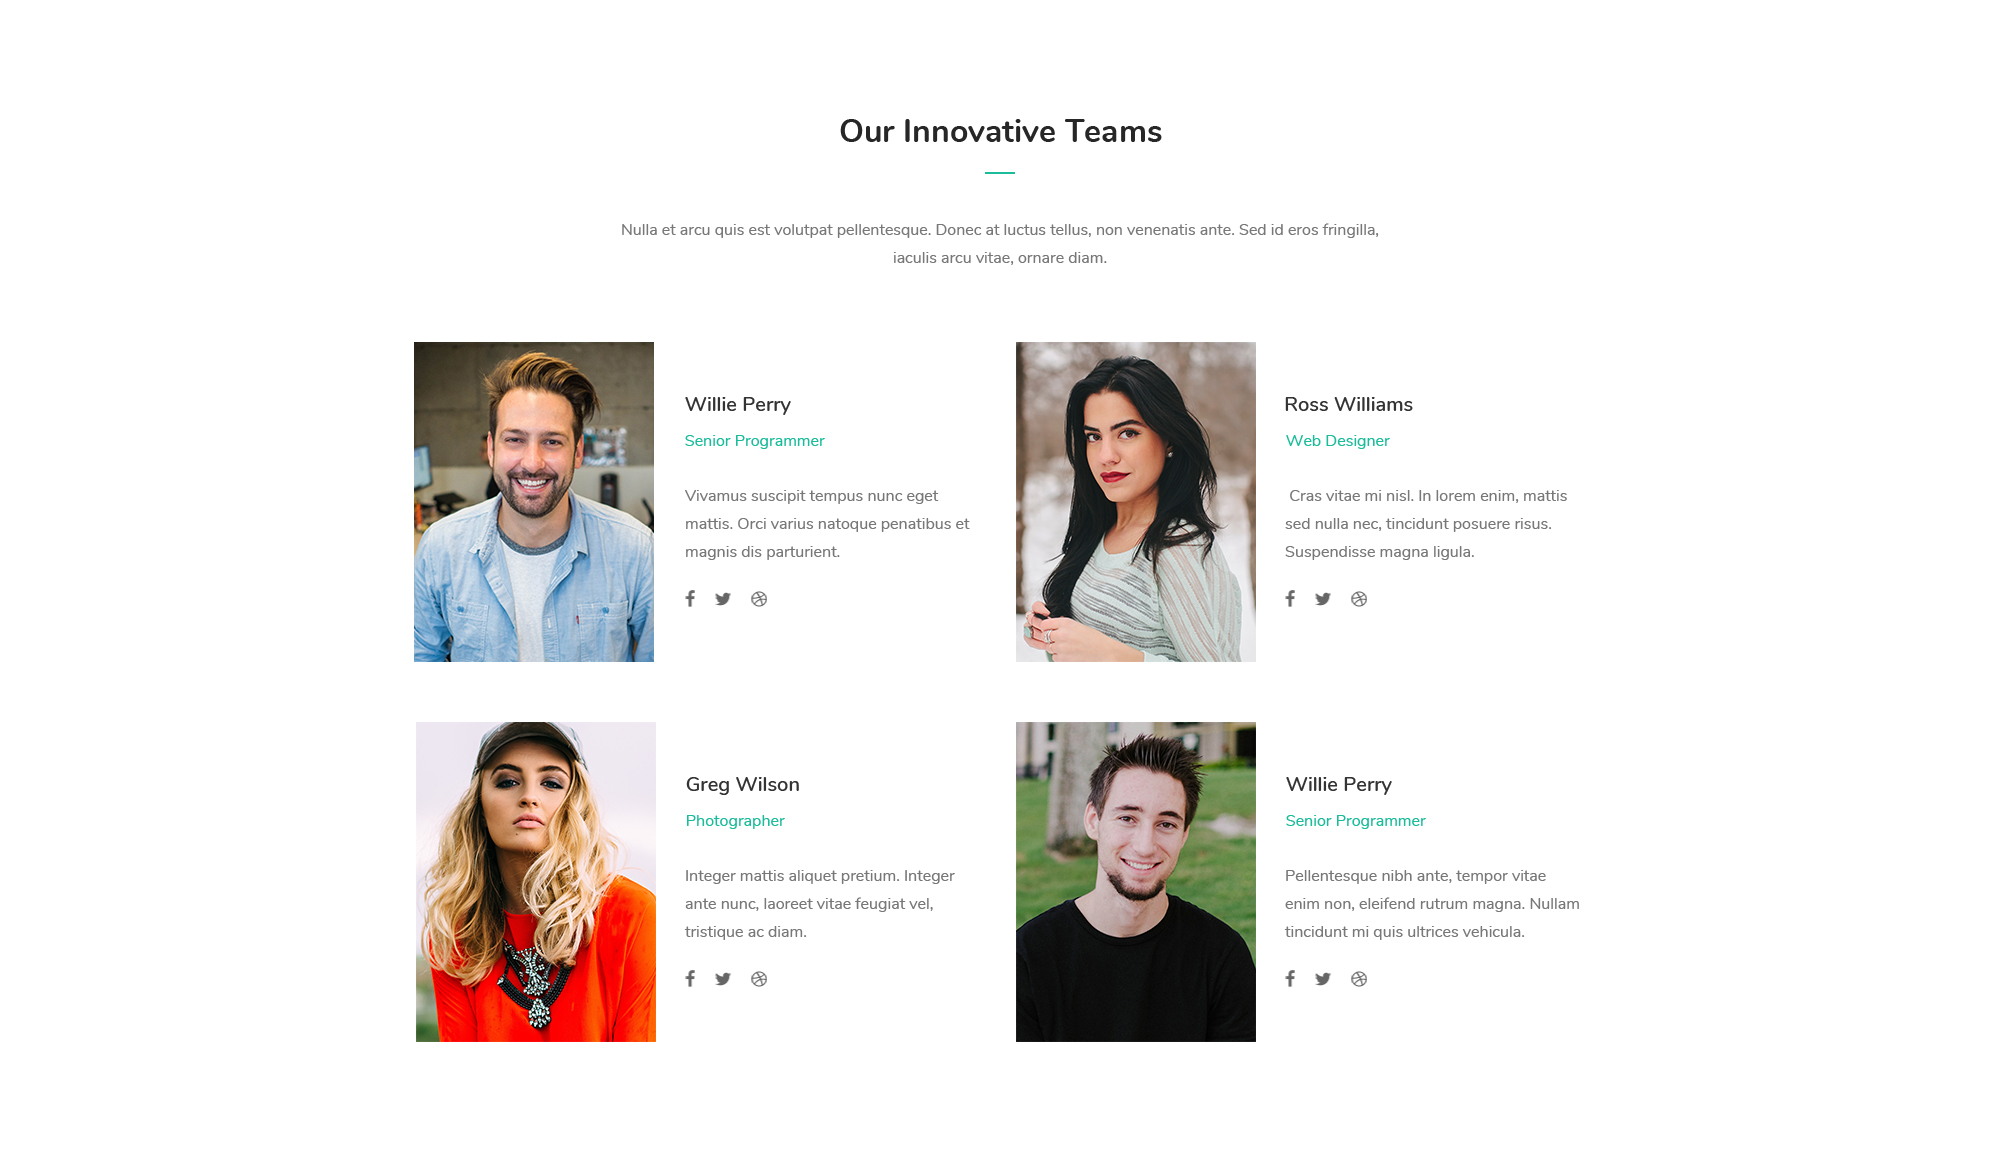 Our Innovative Teams
Nulla et arcu quis est volutpat pellentesque. Donec at luctus tellus, non venenatis ante. Sed id eros fringilla,
iaculis arcu vitae, ornare diam.
Willie Perry
Senior Programmer
Vivamus suscipit tempus nunc eget
mattis. Orci varius natoque penatibus et
magnis dis parturient.
Ross Williams
Web Designer
Cras vitae mi nisl. In lorem enim, mattis
sed nulla nec, tincidunt posuere risus.
Suspendisse magna ligula.
Greg Wilson
Photographer
Integer mattis aliquet pretium. Integer
ante nunc, laoreet vitae feugiat vel,
tristique ac diam.
Willie Perry
Senior Programmer
Pellentesque nibh ante, tempor vitae
enim non, eleifend rutrum magna. Nullam
tincidunt mi quis ultrices vehicula.